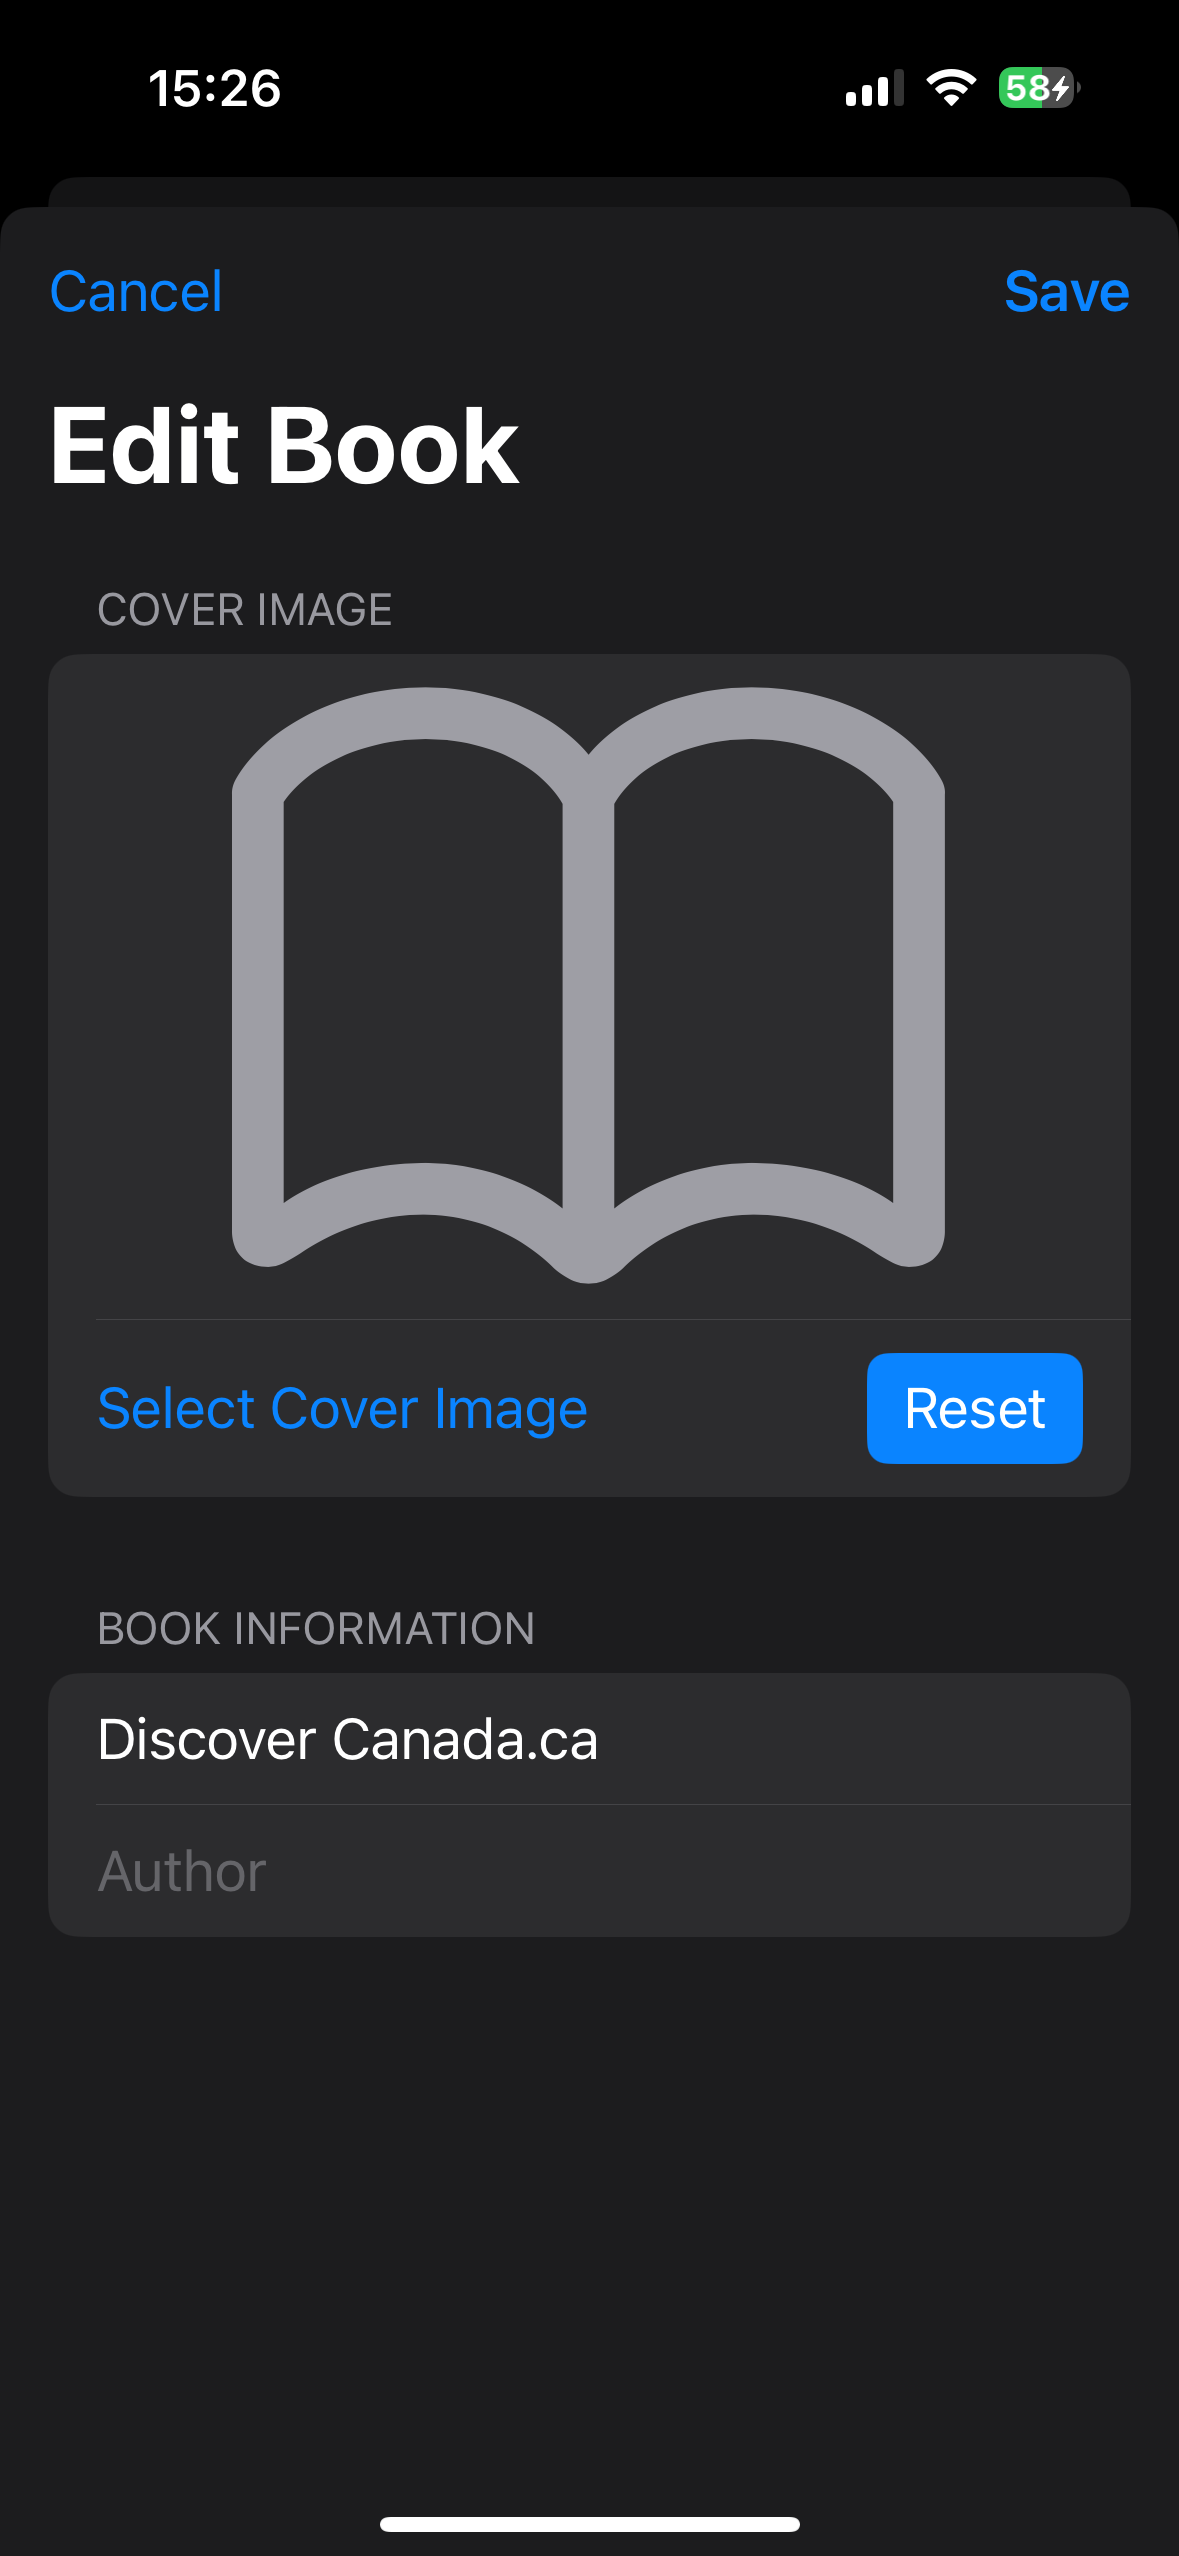 15:26
58
Cancel
Save
Edit Book
COVER IMAGE
Select Cover Image
Reset
BOOK INFORMATION
Discover Canada.ca
Author